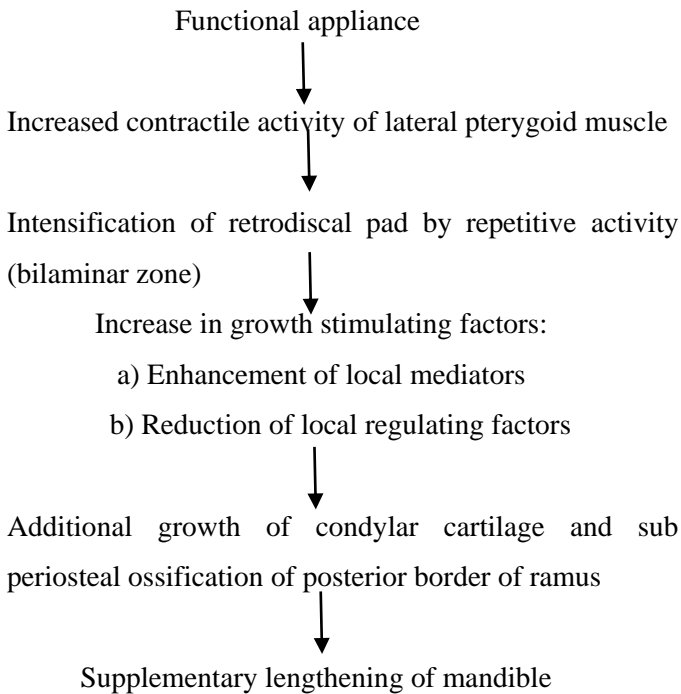 Functional appliance
Increased contractile activity of lateral pterygoid muscle
Intensification of retrodiscal pad by repetitive activity
(bilaminar zone)
Increase in growth stimulating factors:
a) Enhancement of local mediators
b) Reduction of local regulating factors
Additional growth of condylar cartilage and sub
periosteal ossification of posterior border of ramus
Supplementary lengthening of mandible